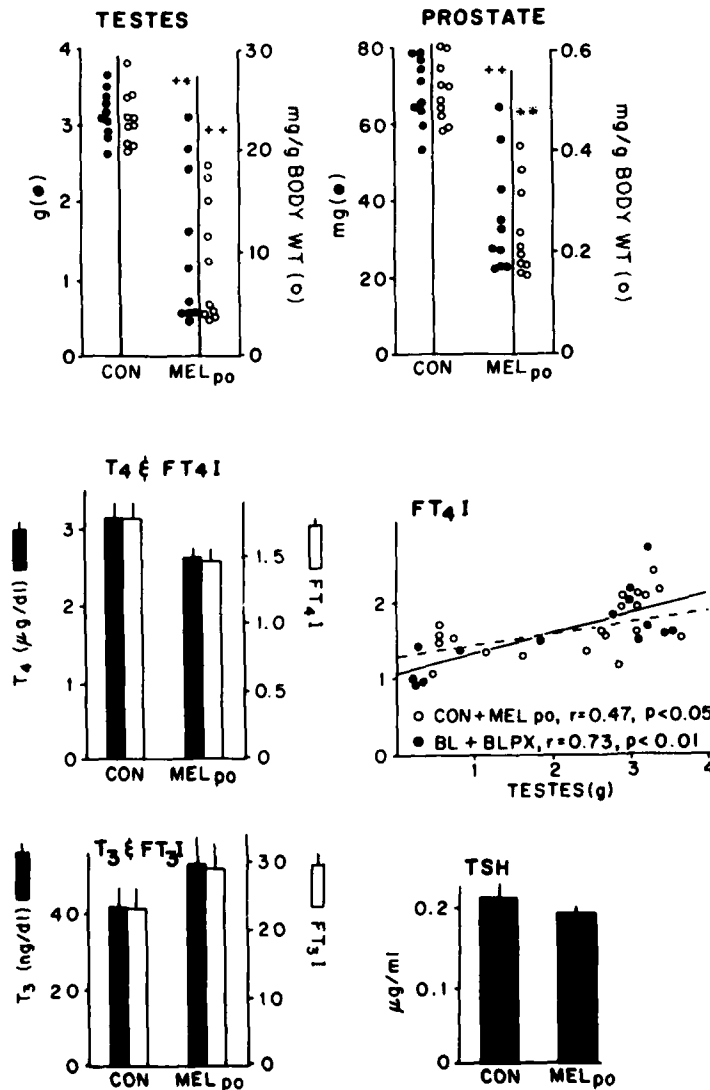 TESTES
PROSTATE
4
3
2
1
0
g(●)
30
20
10
0
mg/g BODY WT (o)
++
++
CON
MELpo
80
60
40
20
0
mg(●)
0.6
0.4
0.2
0
mg/g BODY WT (o)
++
**
CON
MELpo
T4 & FT4I
3
2
1
0
T4 (μg/dl)
1.5
1.0
0.5
0
FT4I
CON
MELpo
FT4I
2
1
0
○ CON+MEL po, r=0.47, p<0.05
● BL + BLPX, r=0.73, p<0.01
1
2
3
4
TESTES(g)
T3 & FT3I
40
20
0
T3 (ng/dl)
30
20
10
0
FT3I
CON
MELpo
TSH
0.2
0.1
0
μg/ml
CON
MELpo